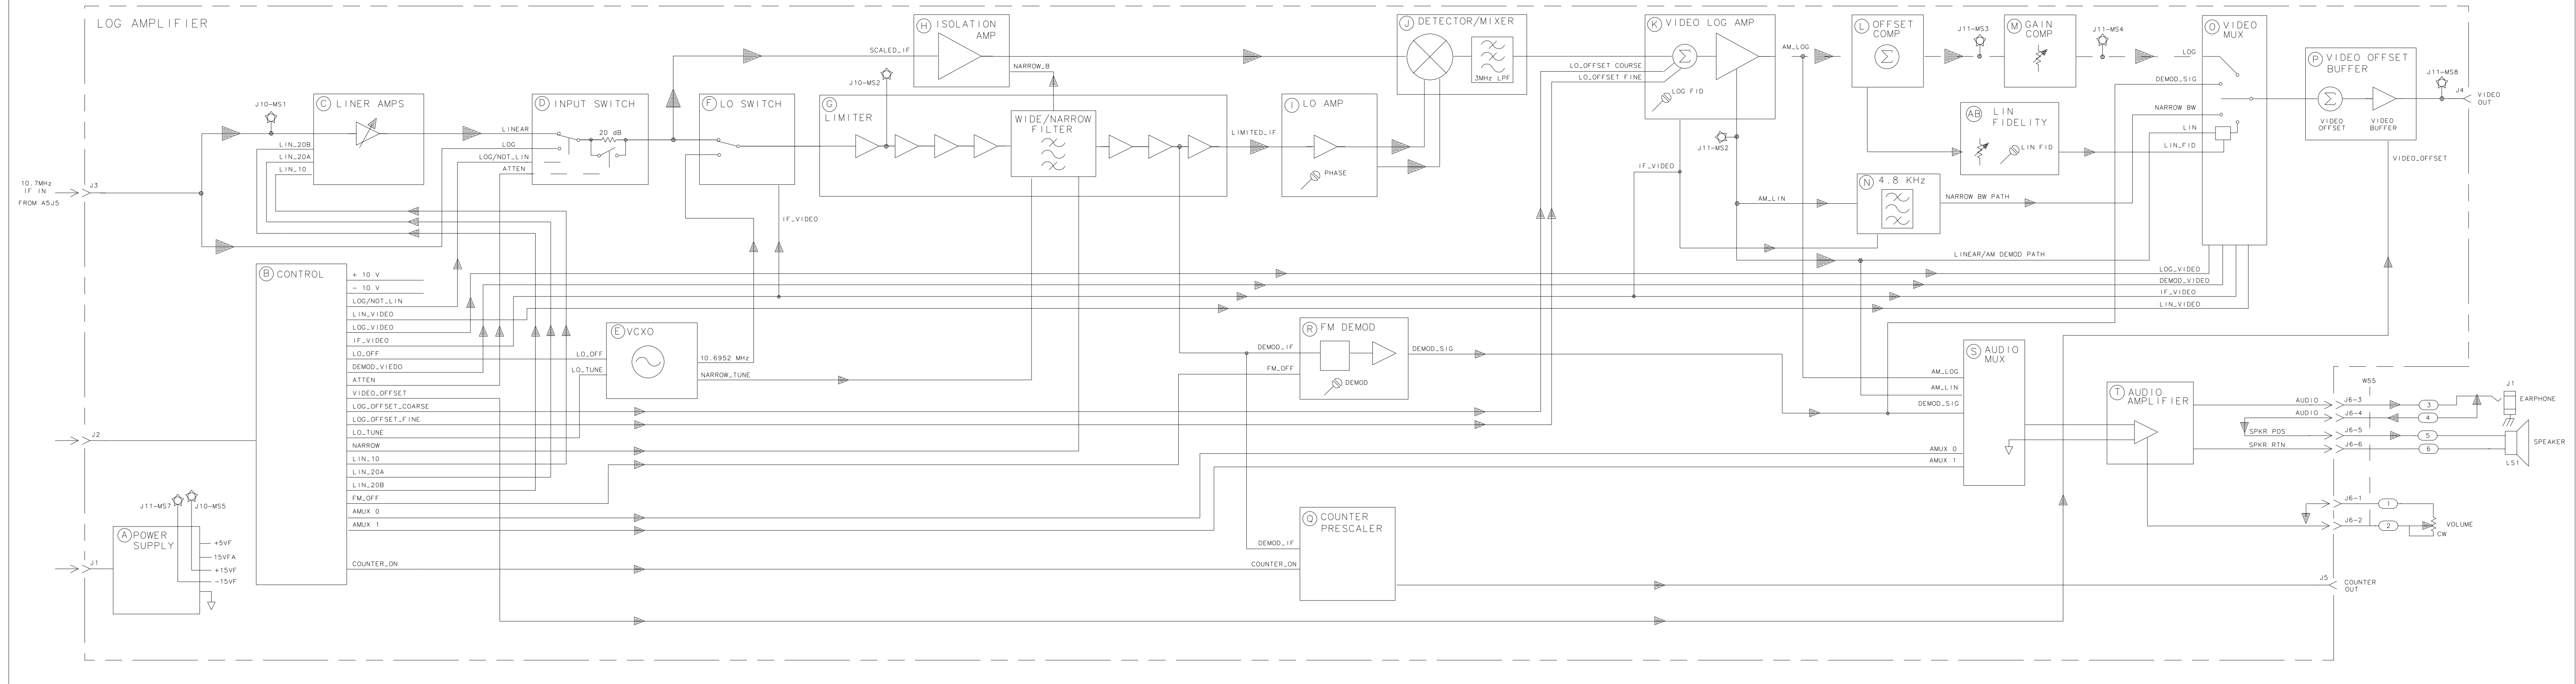 LOG AMPLIFIER
10.7MHz
IF IN
FROM A5J5
J3
J10-MS1
LIN_20B
LIN_20A
LIN_10
C LINER AMPS
LINEAR
LOG
LOG/NOT_LIN
ATTEN
D INPUT SWITCH
20 dB
F LO SWITCH
IF_VIDEO
SCALED_IF
H ISOLATION
AMP
NARROW_B
J10-MS2
G
LIMITER
WIDE/NARROW
FILTER
LIMITED_IF
I LO AMP
PHASE
J DETECTOR/MIXER
3MHz LPF
LO_OFFSET COURSE
LO_OFFSET FINE
K VIDEO LOG AMP
LOG FID
AM_LOG
J11-MS2
IF_VIDEO
AM_LIN
L OFFSET
COMP
J11-MS3
M GAIN
COMP
J11-MS4
AB LIN
FIDELITY
LIN FID
N 4.8 KHz
NARROW BW PATH
LINEAR/AM DEMOD PATH
LOG
DEMOD_SIG
NARROW BW
LIN
LIN_FID
O VIDEO
MUX
LOG_VIDEO
DEMOD_VIDEO
IF_VIDEO
LIN_VIDEO
P VIDEO OFFSET
BUFFER
VIDEO
OFFSET
VIDEO
BUFFER
VIDEO_OFFSET
J11-MS8
J4
VIDEO
OUT
B CONTROL
+ 10 V
- 10 V
LOG/NOT_LIN
LIN_VIDEO
LOG_VIDEO
IF_VIDEO
LO_OFF
DEMOD_VIEDO
ATTEN
VIDEO_OFFSET
LOG_OFFSET_COARSE
LOG_OFFSET_FINE
LO_TUNE
NARROW
LIN_10
LIN_20A
LIN_20B
FM_OFF
AMUX 0
AMUX 1
COUNTER_ON
J2
LO_OFF
LO_TUNE
E VCXO
10.6952 MHz
NARROW_TUNE
DEMOD_IF
FM_OFF
R FM DEMOD
DEMOD
DEMOD_SIG
AM_LOG
AM_LIN
DEMOD_SIG
AMUX 0
AMUX 1
S AUDIO
MUX
T AUDIO
AMPLIFIER
W55
AUDIO
J6-3
3
J1
EARPHONE
AUDIO
J6-4
4
SPKR POS
J6-5
5
SPKR RTN
J6-6
6
SPEAKER
LS1
J6-1
1
J6-2
2
VOLUME
CW
J11-MS7
J10-MS5
A POWER
SUPPLY
+5VF
15VFA
+15VF
-15VF
J1
DEMOD_IF
COUNTER_ON
Q COUNTER
PRESCALER
J5
COUNTER
OUT